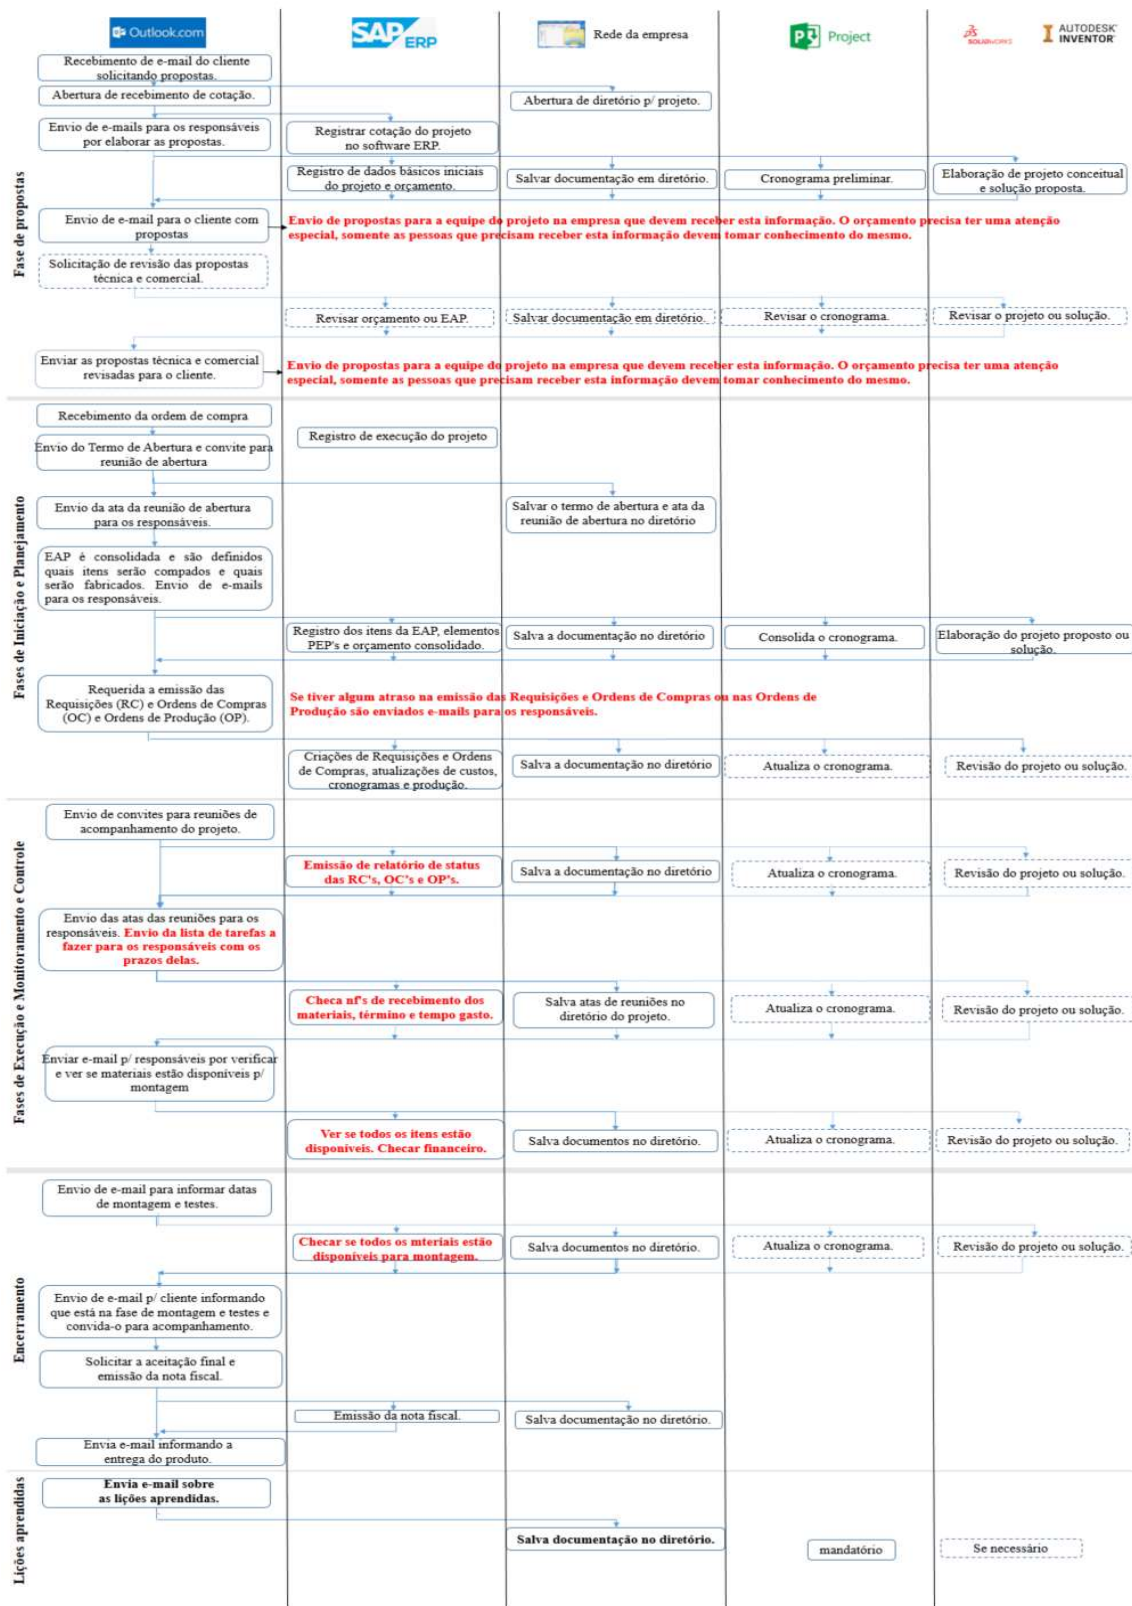 Outlook.com
SAP ERP
Rede da empresa
Project
SOLIDWORKS
AUTODESK
INVENTOR
Fase de propostas
Recebimento de e-mail do cliente
solicitando propostas.
Abertura de recebimento de cotação.
Abertura de diretório p/ projeto.
Envio de e-mails para os responsáveis
por elaborar as propostas.
Registrar cotação do projeto
no software ERP.
Registro de dados básicos iniciais
do projeto e orçamento.
Salvar documentação em diretório.
Cronograma preliminar.
Elaboração de projeto conceitual
e solução proposta.
Envio de e-mail para o cliente com
propostas
Envio de propostas para a equipe do projeto na empresa que devem receber esta informação. O orçamento precisa ter uma atenção
especial, somente as pessoas que precisam receber esta informação devem tomar conhecimento do mesmo.
Solicitação de revisão das propostas
técnica e comercial.
Revisar orçamento ou EAP.
Salvar documentação em diretório.
Revisar o cronograma.
Revisar o projeto ou solução.
Enviar as propostas técnica e comercial
revisadas para o cliente.
Envio de propostas para a equipe do projeto na empresa que devem receber esta informação. O orçamento precisa ter uma atenção
especial, somente as pessoas que precisam receber esta informação devem tomar conhecimento do mesmo.
Fases de Iniciação e Planejamento
Recebimento da ordem de compra
Registro de execução do projeto
Envio do Termo de Abertura e convite para
reunião de abertura
Envio da ata da reunião de abertura
para os responsáveis.
Salvar o termo de abertura e ata da
reunião de abertura no diretório
EAP é consolidada e são definidos
quais itens serão compados e quais
serão fabricados. Envio de e-mails
para os responsáveis.
Registro dos itens da EAP, elementos
PEP's e orçamento consolidado.
Salva a documentação no diretório
Consolida o cronograma.
Elaboração do projeto proposto ou
solução.
Requerida a emissão das
Requisições (RC) e Ordens de Compras
(OC) e Ordens de Produção (OP).
Se tiver algum atraso na emissão das Requisições e Ordens de Compras ou nas Ordens de
Produção são enviados e-mails para os responsáveis.
Criações de Requisições e Ordens
de Compras, atualizações de custos,
cronogramas e produção.
Salva a documentação no diretório
Atualiza o cronograma.
Revisão do projeto ou solução.
Fases de Execução e Monitoramento e Controle
Envio de convites para reuniões de
acompanhamento do projeto.
Emissão de relatório de status
das RC's, OC's e OP's.
Salva a documentação no diretório
Atualiza o cronograma.
Revisão do projeto ou solução.
Envio das atas das reuniões para os
responsáveis. Envio da lista de tarefas a
fazer para os responsáveis com os
prazos delas.
Checa nf's de recebimento dos
materiais, término e tempo gasto.
Salva atas de reuniões no
diretório do projeto.
Atualiza o cronograma.
Revisão do projeto ou solução.
Enviar e-mail p/ responsáveis por verificar
e ver se materiais estão disponíveis p/
montagem
Ver se todos os itens estão
disponíveis. Checar financeiro.
Salva documentos no diretório.
Atualiza o cronograma.
Revisão do projeto ou solução.
Encerramento
Envio de e-mail para informar datas
de montagem e testes.
Checar se todos os mteriais estão
disponíveis para montagem.
Salva documentos no diretório.
Atualiza o cronograma.
Revisão do projeto ou solução.
Envio de e-mail p/ cliente informando
que está na fase de montagem e testes e
convida-o para acompanhamento.
Solicitar a aceitação final e
emissão da nota fiscal.
Emissão da nota fiscal.
Salva documentação no diretório.
Envia e-mail informando a
entrega do produto.
Lições aprendidas
Envia e-mail sobre
as lições aprendidas.
Salva documentação no diretório.
mandatório
Se necessário